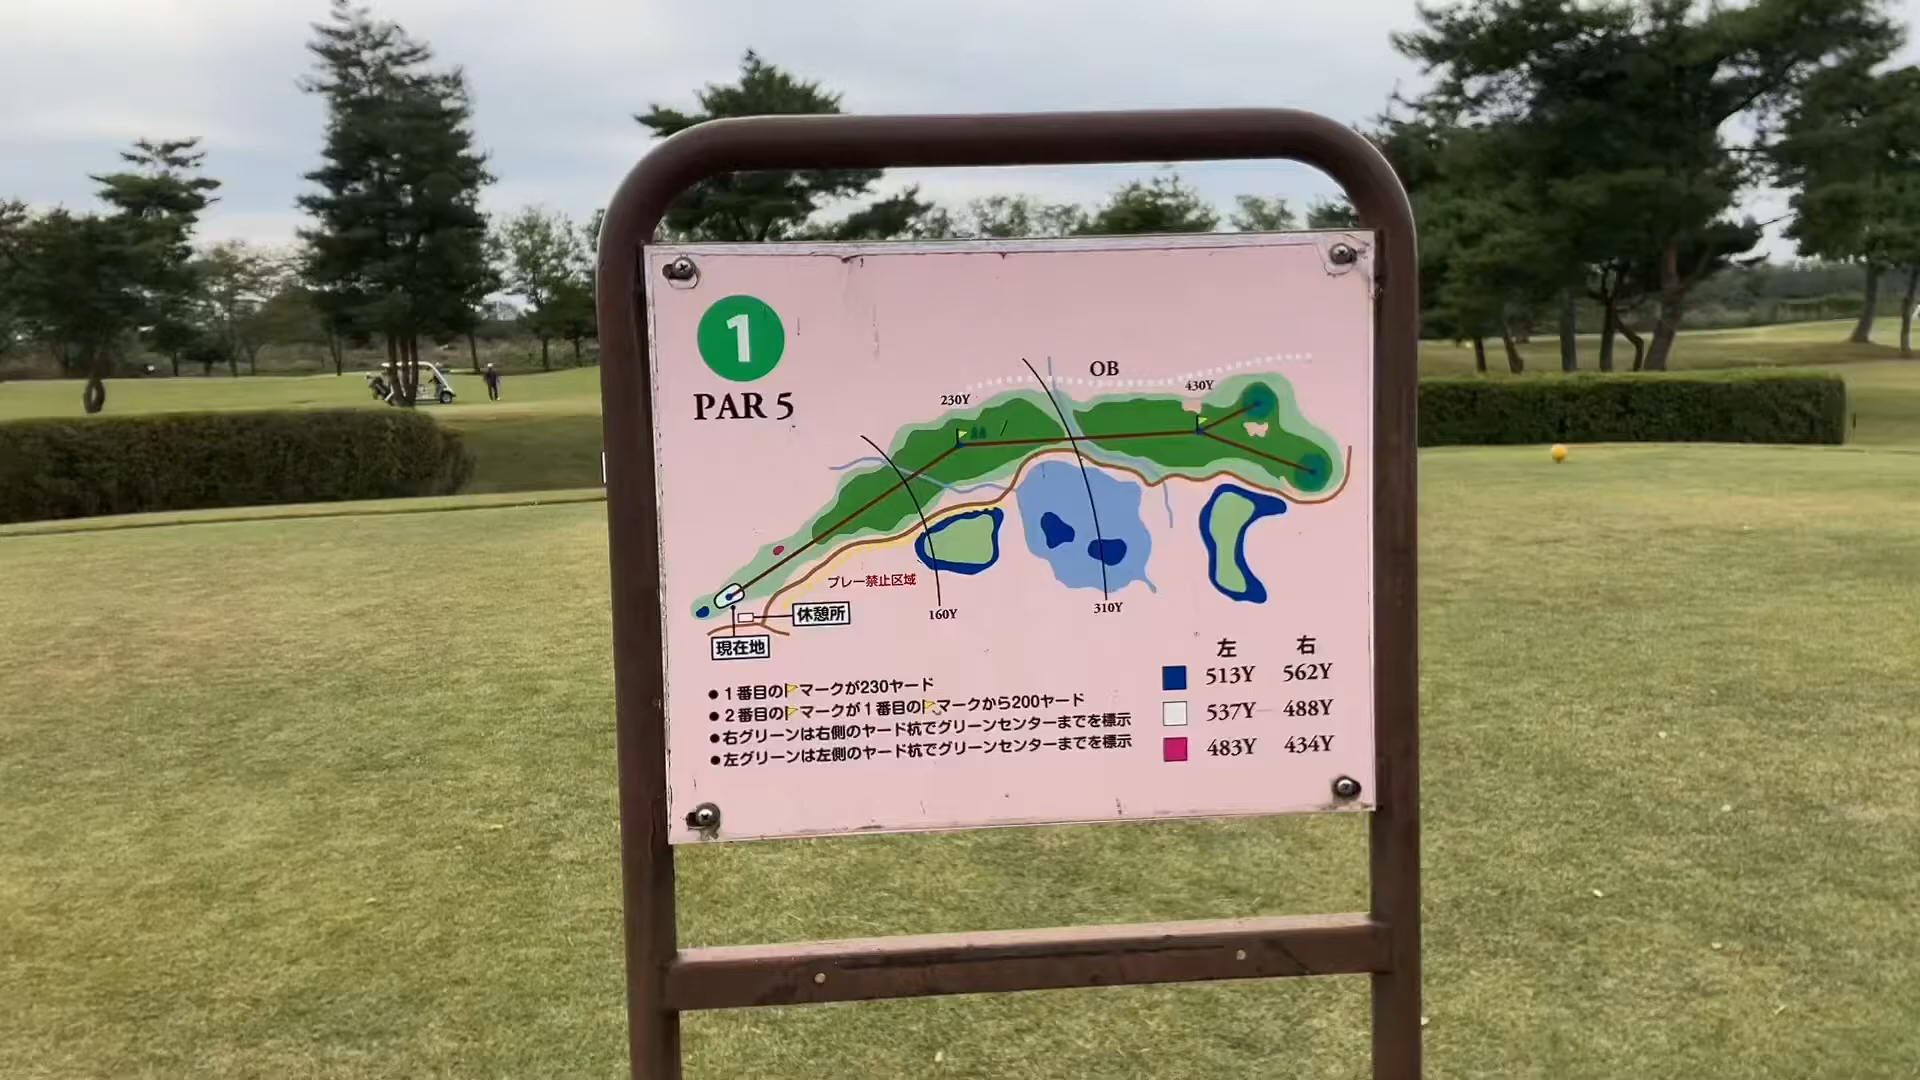 1
PAR 5
OB
230Y
430Y
プレー禁止区域
休憩所
現在地
160Y
310Y
左 右
513Y 562Y
537Y 488Y
483Y 434Y
●1番目のマークが230ヤード
●2番目のマークが1番目のマークから200ヤード
●右グリーンは右側のヤード杭でグリーンセンターまでを標示
●左グリーンは左側のヤード杭でグリーンセンターまでを標示